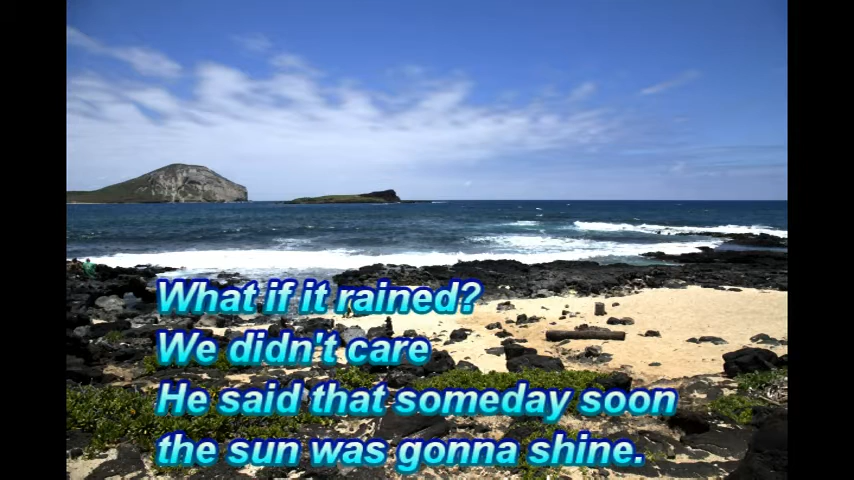 What if it rained?
We didn't care
He said that someday soon
the sun was gonna shine.